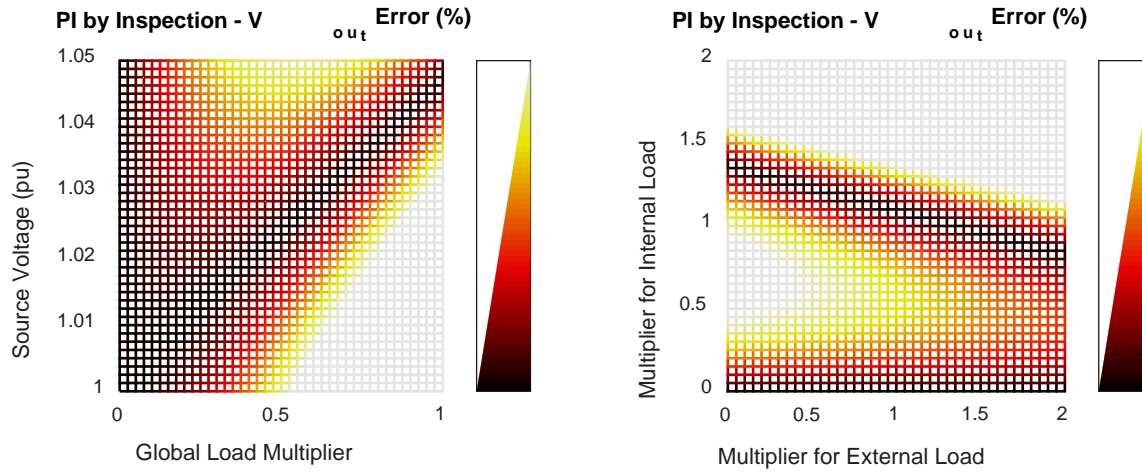 PI by Inspection - V out Error (%)
1.05
1.04
1.03
1.02
1.01
1
Source Voltage (pu)
0 0.5 1
Global Load Multiplier
PI by Inspection - V out Error (%)
2
1.5
1
0.5
0
Multiplier for Internal Load
0 0.5 1 1.5 2
Multiplier for External Load